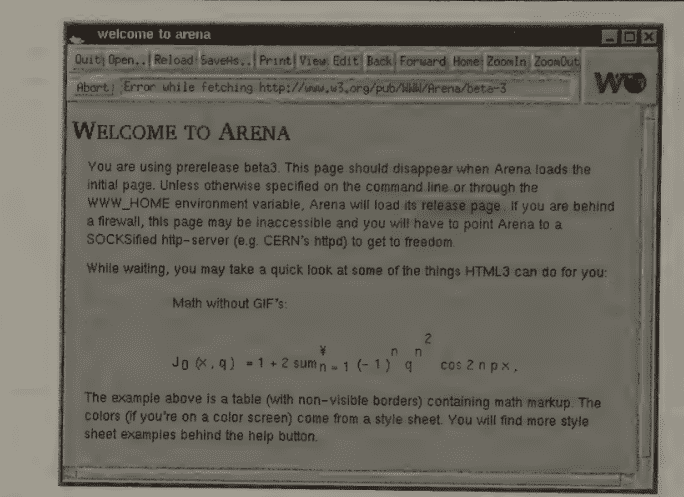 welcome to arena
Quit Open.. Reload SaveAs.. Print View Edit Back Forward Home ZoomIn ZoomOut
Abort! Error while fetching http://www.w3.org/pub/WWW/Arena/beta-3
WELCOME TO ARENA
You are using prerelease beta3. This page should disappear when Arena loads the
initial page. Unless otherwise specified on the command line or through the
WWW_HOME environment variable, Arena will load its release page. If you are behind
a firewall, this page may be inaccessible and you will have to point Arena to a
SOCKSified http-server (e.g. CERN's httpd) to get to freedom.
While waiting, you may take a quick look at some of the things HTML3 can do for you:
Math without GIF's:
J0 (x, q) = 1 + 2 sum ¥ n = 1 (- 1) n q n 2 cos 2 n p x ,
The example above is a table (with non-visible borders) containing math markup. The
colors (if you're on a color screen) come from a style sheet. You will find more style
sheet examples behind the help button.